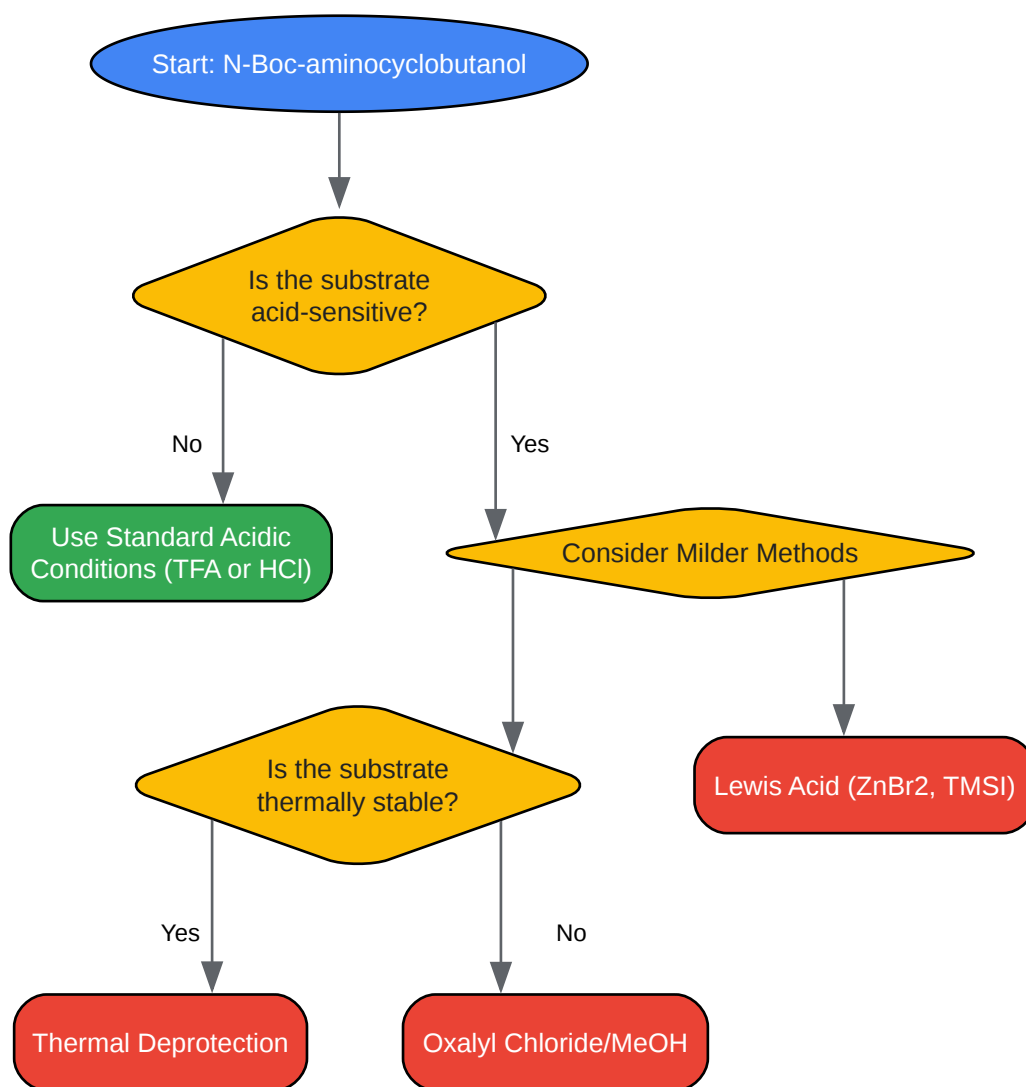 Start: N-Boc-aminocyclobutanol
Is the substrate
acid-sensitive?
No
Yes
Use Standard Acidic
Conditions (TFA or HCl)
Consider Milder Methods
Is the substrate
thermally stable?
Lewis Acid (ZnBr2, TMSI)
Yes
No
Thermal Deprotection
Oxalyl Chloride/MeOH